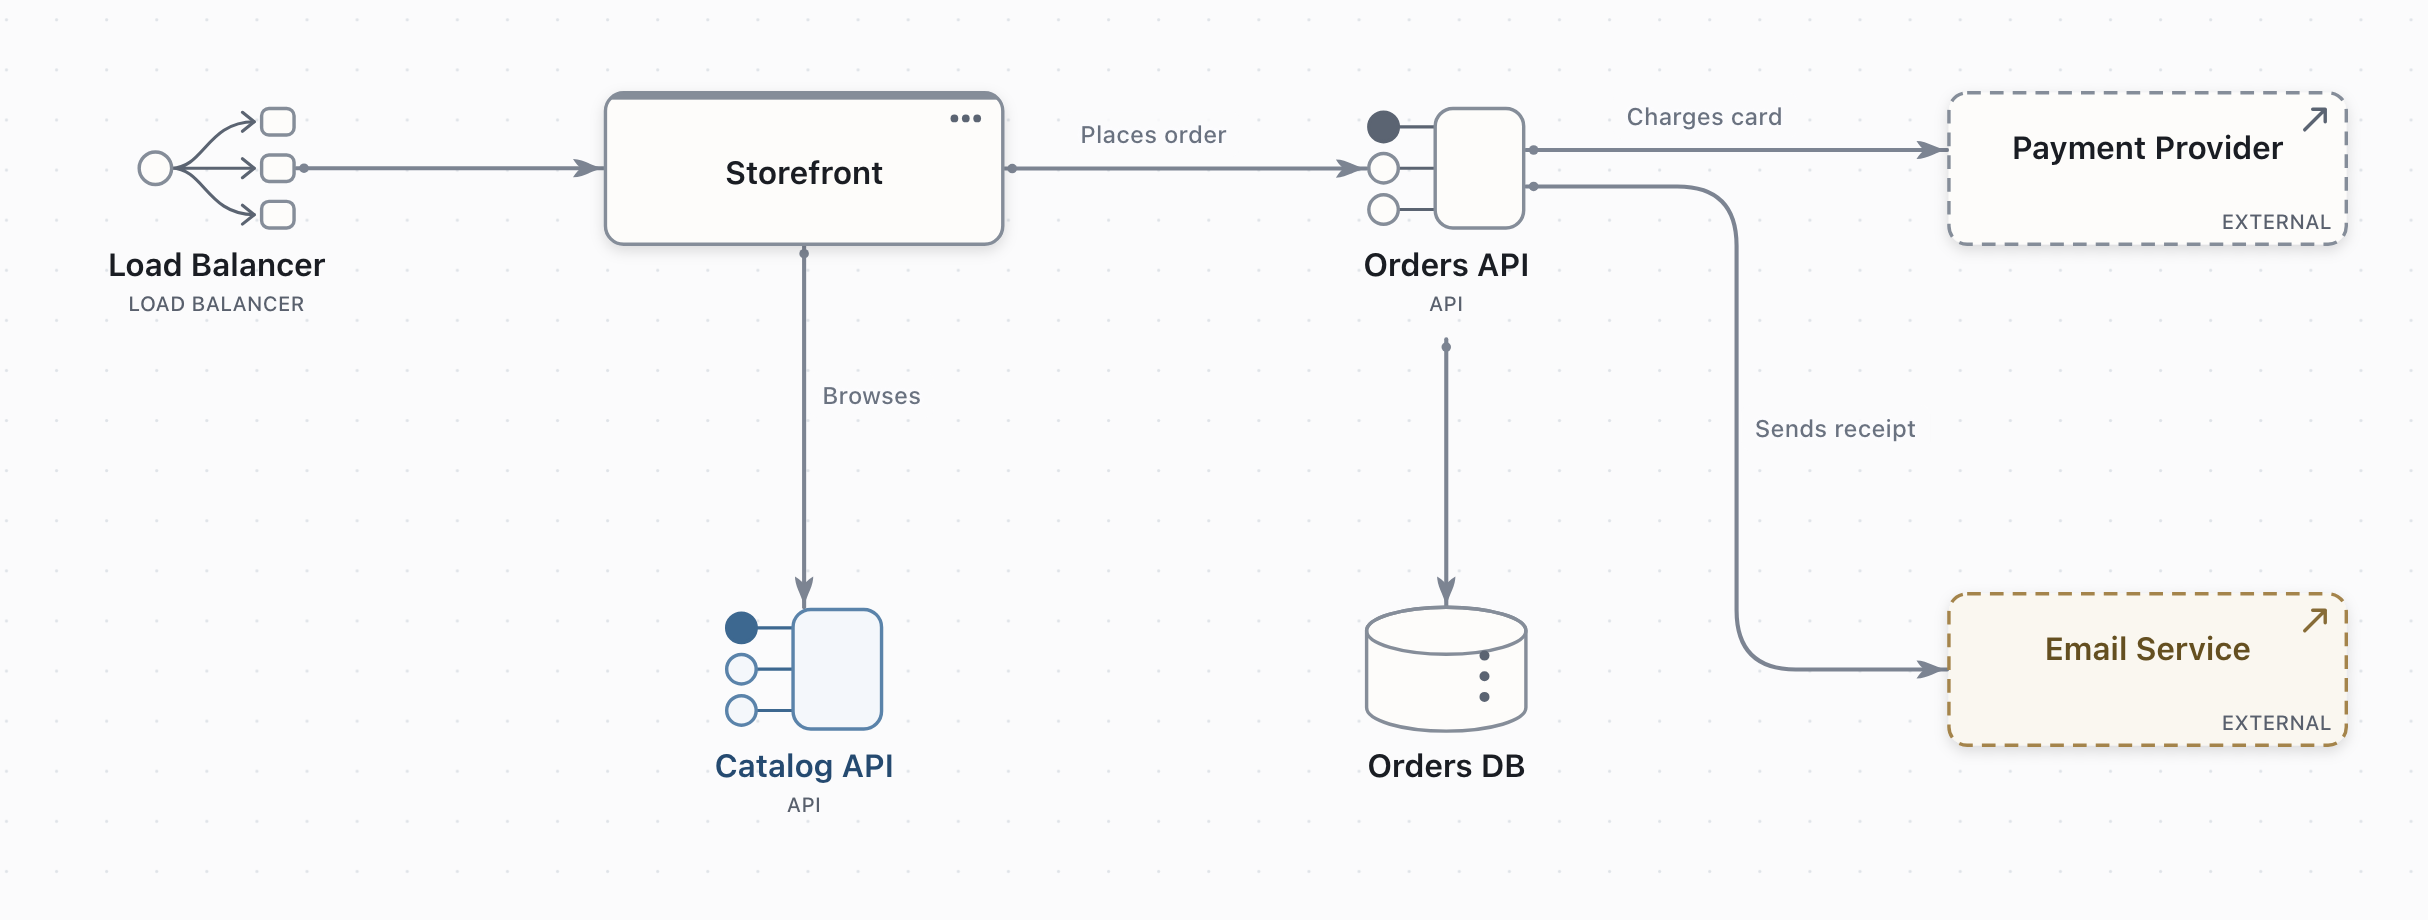 Load Balancer
LOAD BALANCER
Storefront
Places order
Orders API
API
Charges card
Payment Provider
EXTERNAL
Browses
Sends receipt
Catalog API
API
Orders DB
Email Service
EXTERNAL